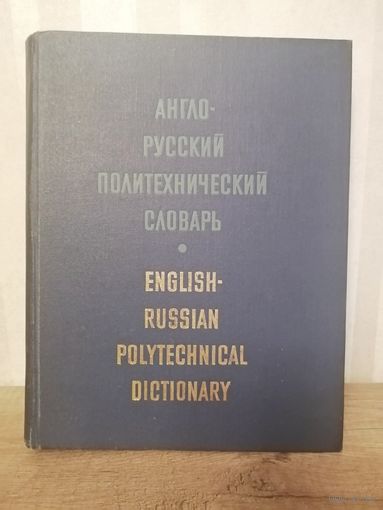 АНГЛО-
РУССКИЙ
ПОЛИТЕХНИЧЕСКИЙ
СЛОВАРЬ
•
ENGLISH-
RUSSIAN
POLYTECHNICAL
DICTIONARY